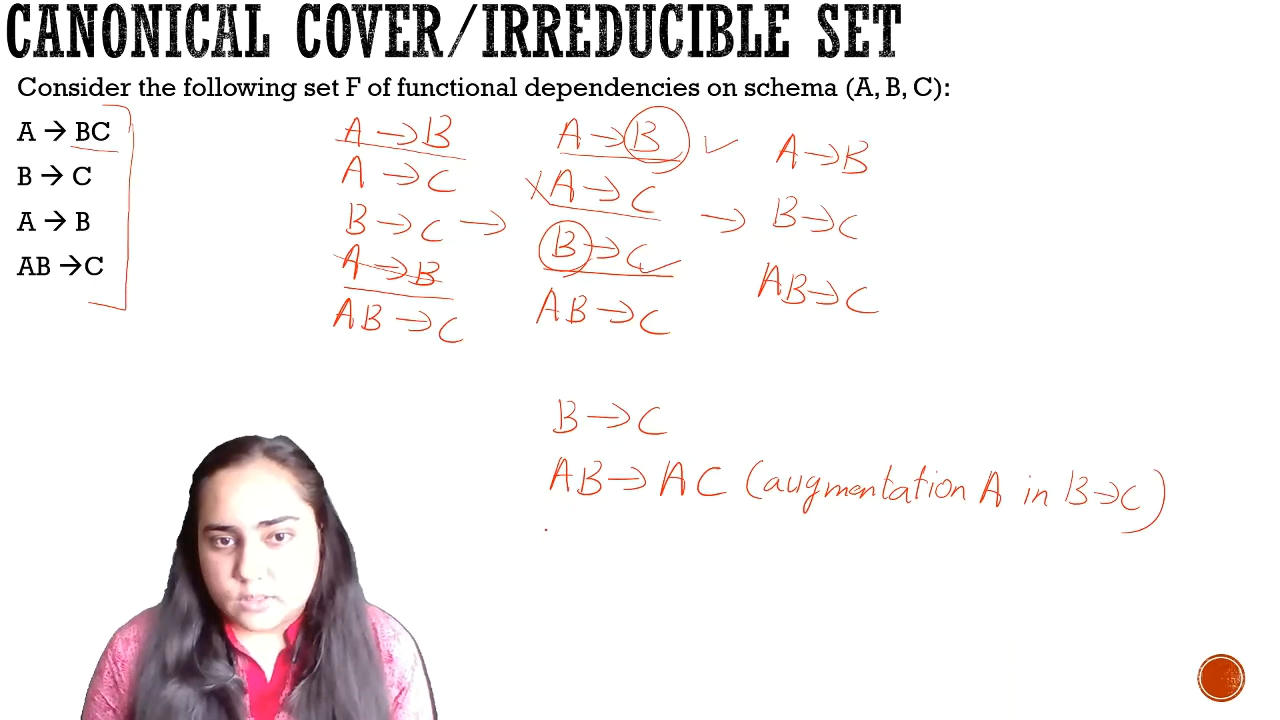 CANONICAL COVER/IRREDUCIBLE SET
Consider the following set F of functional dependencies on schema (A, B, C):
A → BC
B → C
A → B
AB → C
A → B
A → C
B → C →
A → B
AB → C
A → B ✓
X A → C
B → C ✓
AB → C
→
A → B
B → C
AB → C
B → C
AB → AC (augmentation A in B → C)